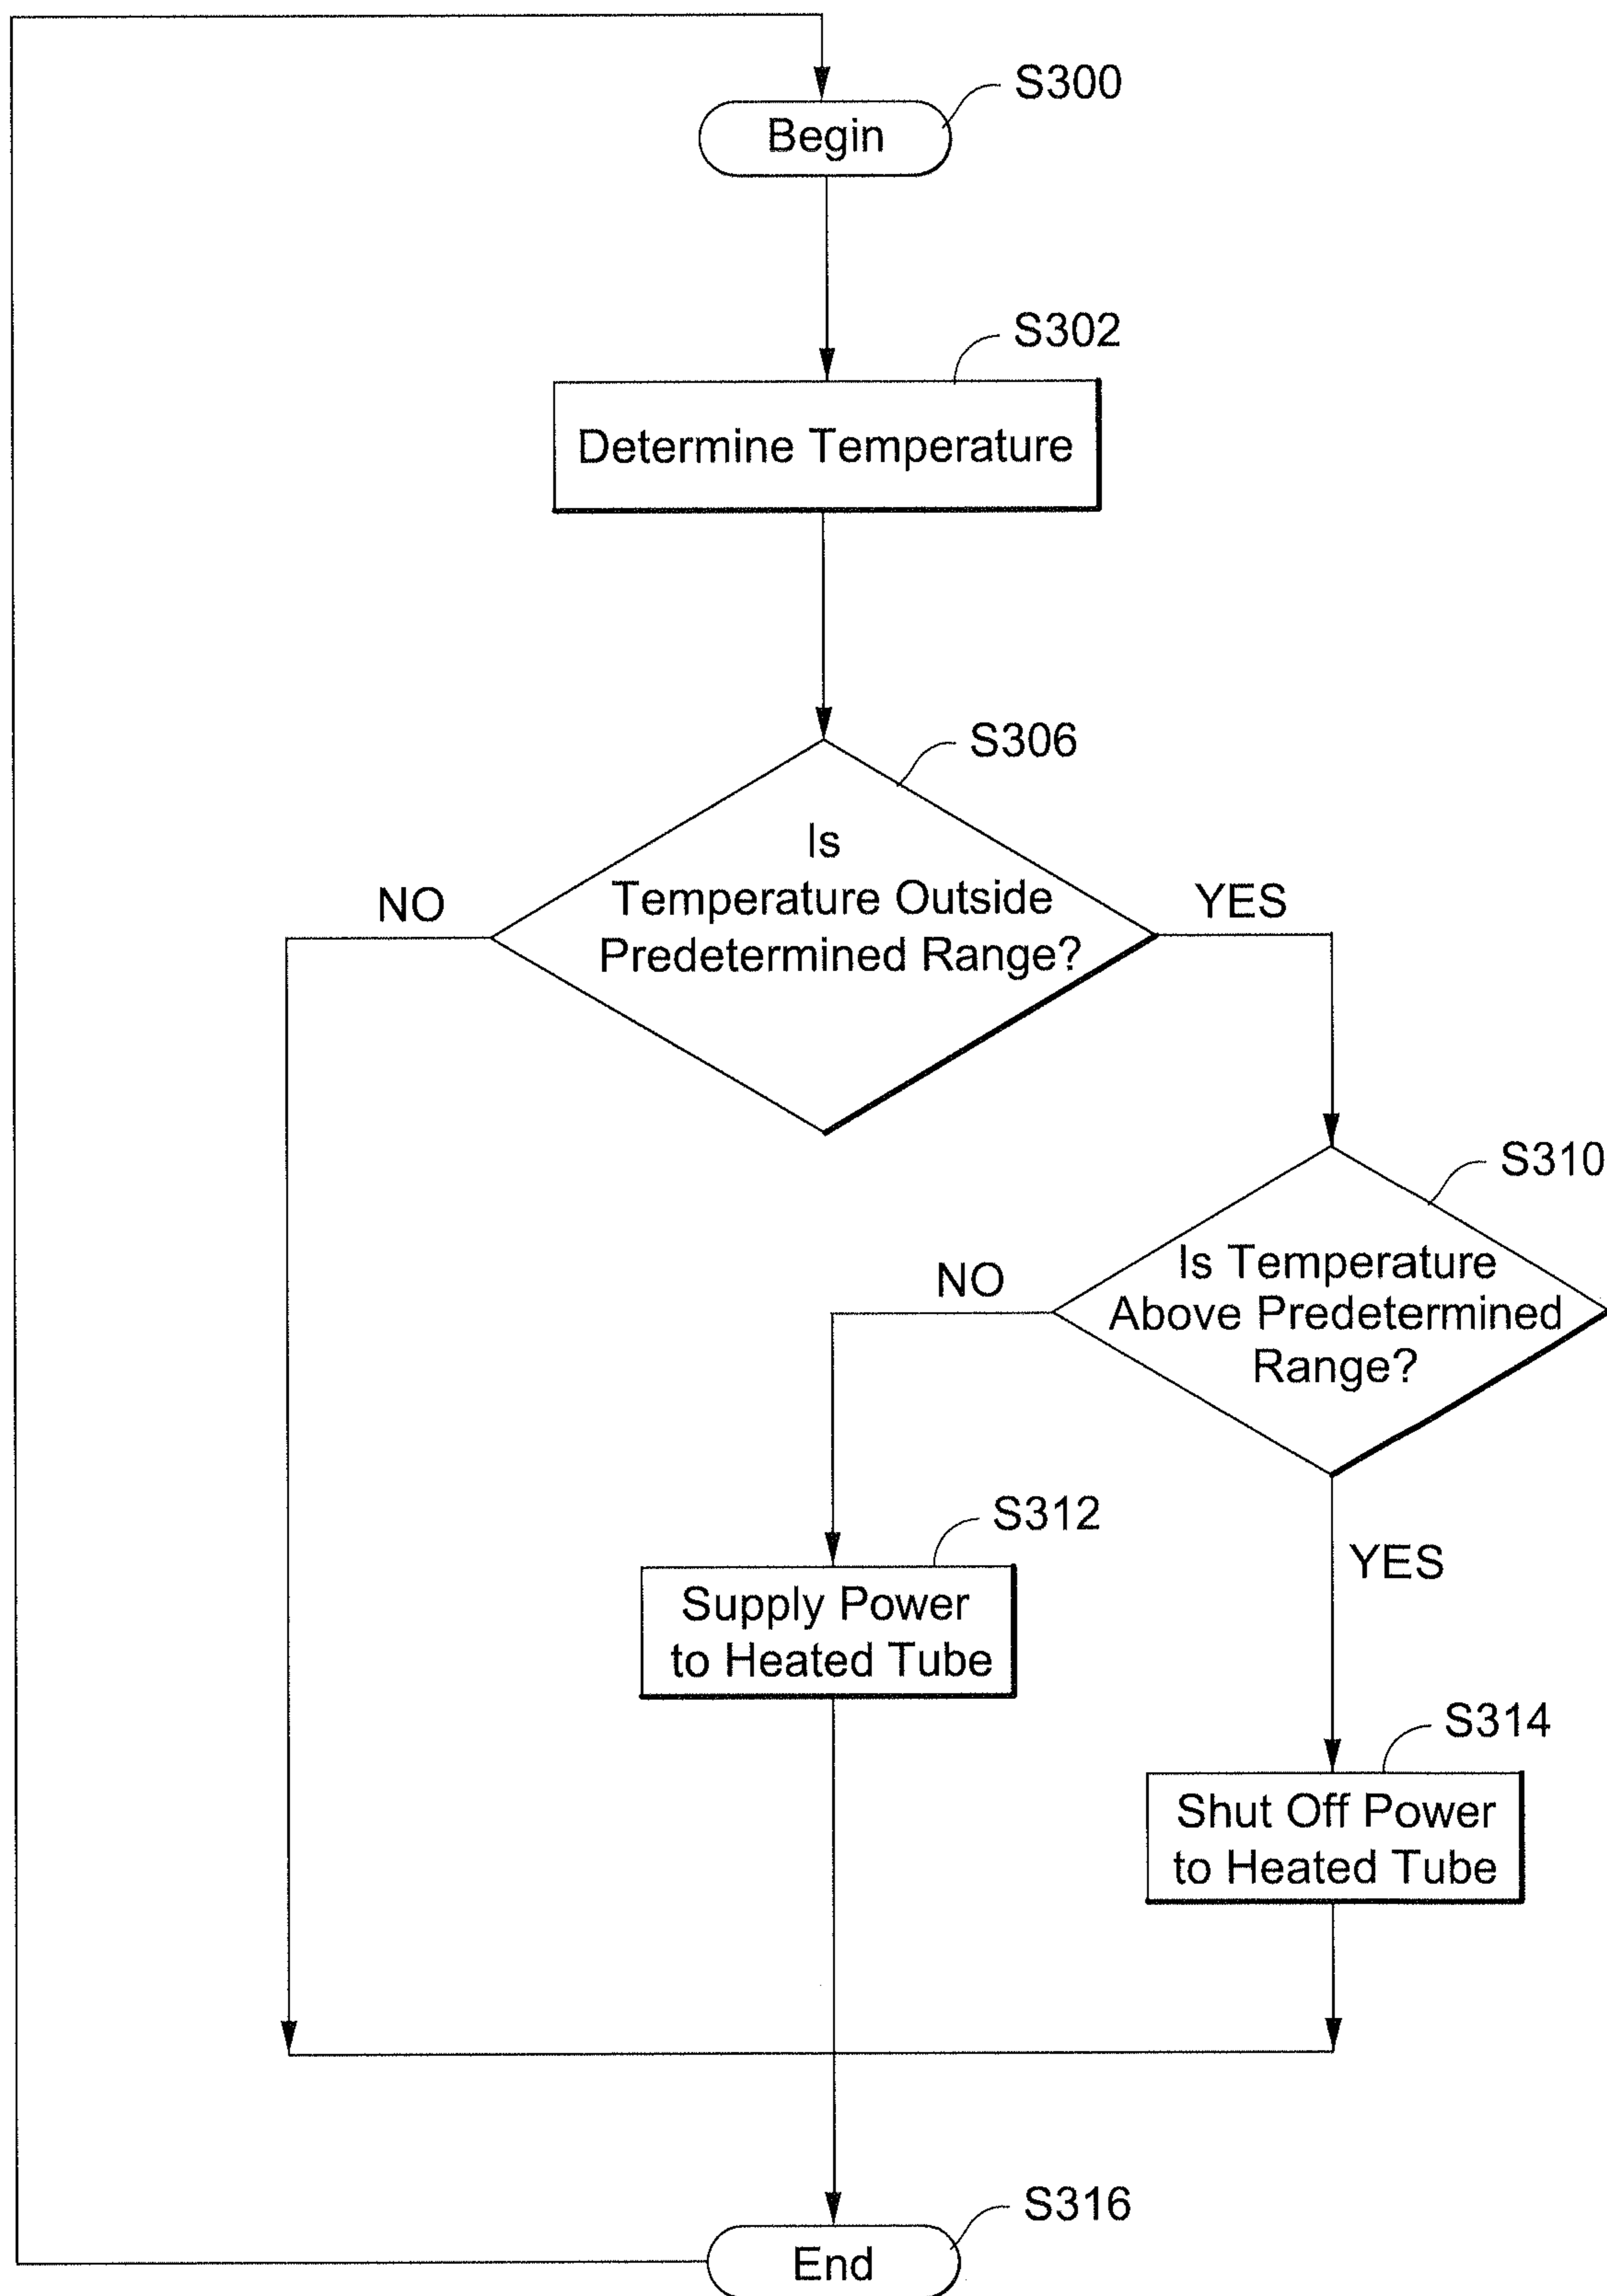 S300
Begin
S302
Determine Temperature
S306
Is
Temperature Outside
Predetermined Range?
NO
YES
S310
Is Temperature
Above Predetermined
Range?
NO
YES
S312
Supply Power
to Heated Tube
S314
Shut Off Power
to Heated Tube
S316
End